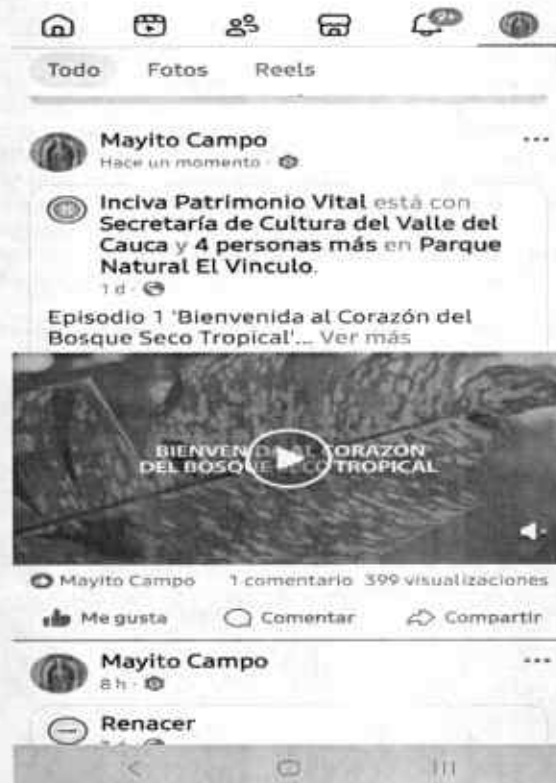 9+
Todo Fotos Reels
Mayito Campo
Hace un momento ·
Inciva Patrimonio Vital está con
Secretaría de Cultura del Valle del
Cauca y 4 personas más en Parque
Natural El Vinculo.
1 d ·
Episodio 1 'Bienvenida al Corazón del
Bosque Seco Tropical'... Ver más
BIENVENIDA AL CORAZÓN
DEL BOSQUE SECO TROPICAL
Mayito Campo 1 comentario 399 visualizaciones
Me gusta Comentar Compartir
Mayito Campo
8 h ·
Renacer